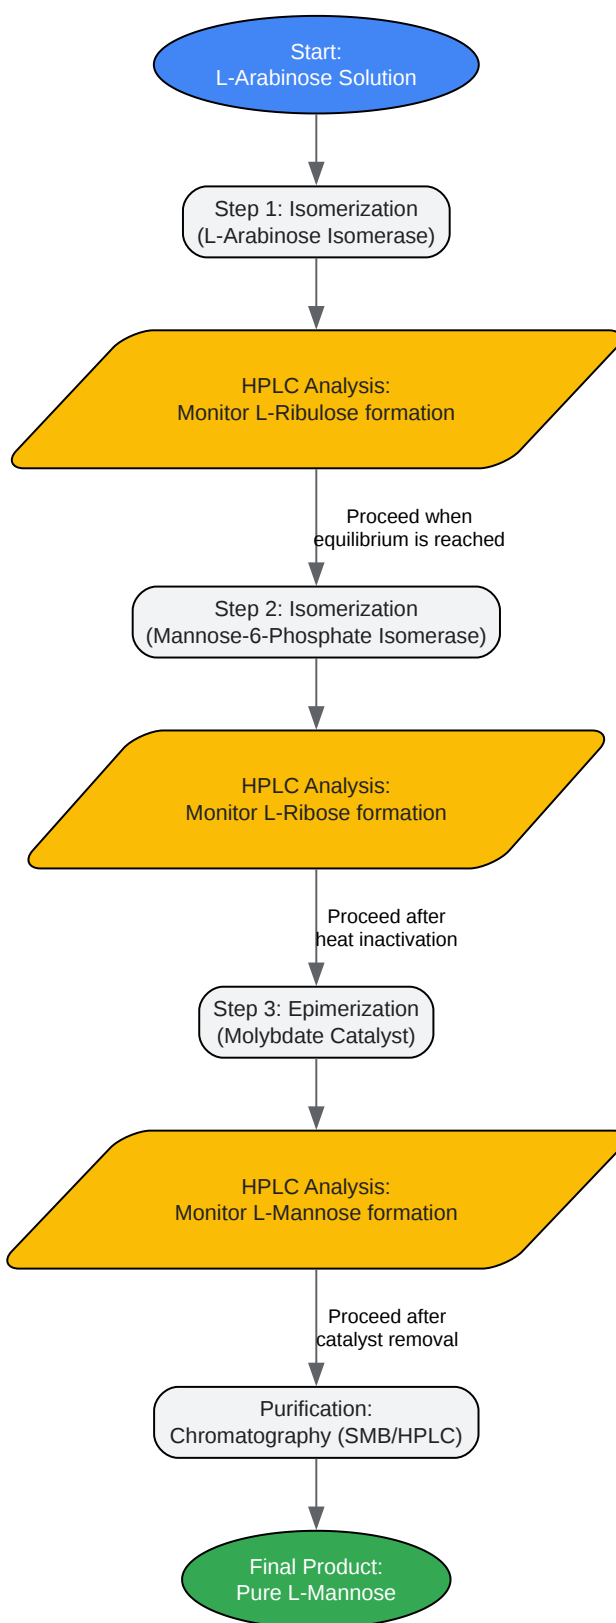 Start:
L-Arabinose Solution
Step 1: Isomerization
(L-Arabinose Isomerase)
HPLC Analysis:
Monitor L-Ribulose formation
Proceed when
equilibrium is reached
Step 2: Isomerization
(Mannose-6-Phosphate Isomerase)
HPLC Analysis:
Monitor L-Ribose formation
Proceed after
heat inactivation
Step 3: Epimerization
(Molybdate Catalyst)
HPLC Analysis:
Monitor L-Mannose formation
Proceed after
catalyst removal
Purification:
Chromatography (SMB/HPLC)
Final Product:
Pure L-Mannose